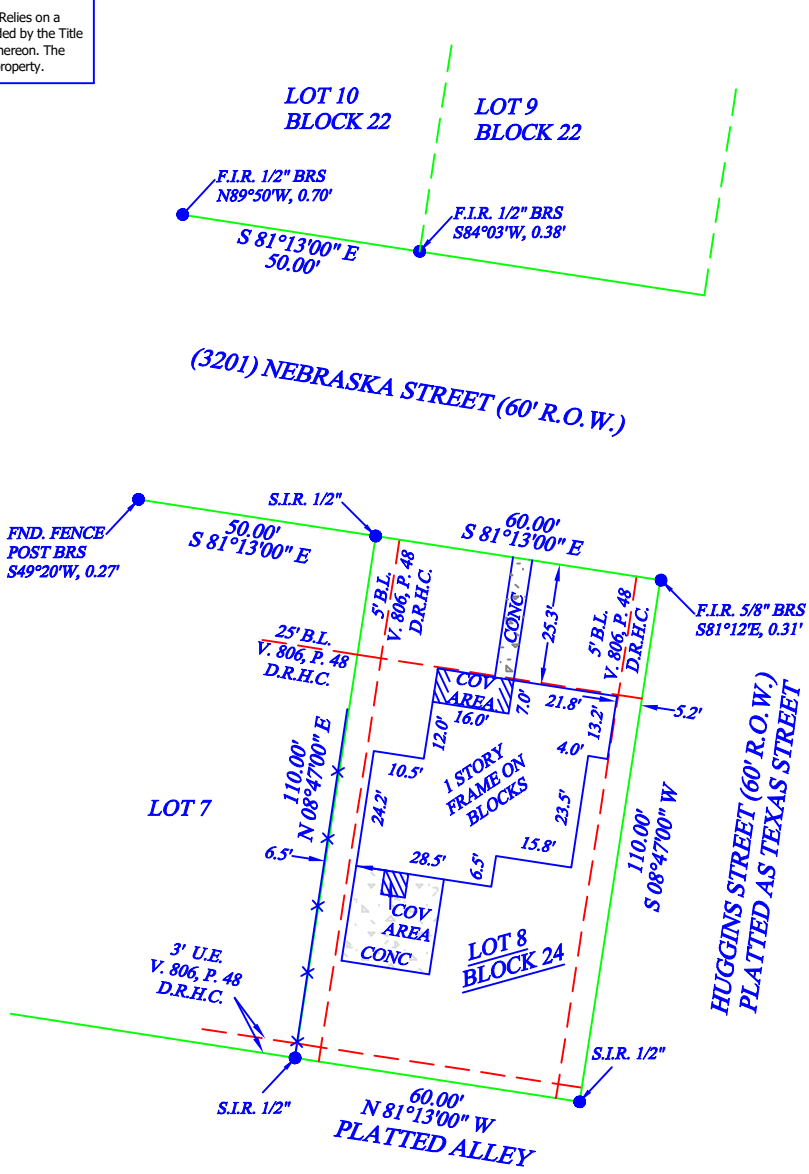 Relies on a
ded by the Title
hereon. The
property.
LOT 10
BLOCK 22
LOT 9
BLOCK 22
F.I.R. 1/2" BRS
N89°50'W, 0.70'
F.I.R. 1/2" BRS
S84°03'W, 0.38'
S 81°13'00" E
50.00'
(3201) NEBRASKA STREET (60' R.O.W.)
S.I.R. 1/2"
FND. FENCE
POST BRS
S49°20'W, 0.27'
50.00'
S 81°13'00" E
60.00'
S 81°13'00" E
F.I.R. 5/8" BRS
S81°12'E, 0.31'
5' B.L.
V. 806, P. 48
D.R.H.C.
CONC
25.3'
5' B.L.
V. 806, P. 48
D.R.H.C.
25' B.L.
V. 806, P. 48
D.R.H.C.
COV
AREA
16.0'
7.0'
21.8'
13.2'
5.2'
12.0'
10.5'
4.0'
1 STORY
FRAME ON
BLOCKS
24.2'
23.5'
15.8'
28.5'
6.5'
110.00'
N 08°47'00" E
LOT 7
6.5'
110.00'
S 08°47'00" W
HUGGINS STREET (60' R.O.W.)
PLATTED AS TEXAS STREET
COV
AREA
CONC
LOT 8
BLOCK 24
3' U.E.
V. 806, P. 48
D.R.H.C.
S.I.R. 1/2"
S.I.R. 1/2"
60.00'
N 81°13'00" W
PLATTED ALLEY